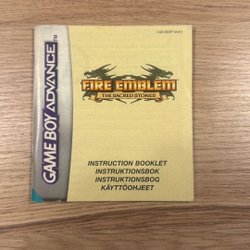 GAME BOY ADVANCE
FIRE EMBLEM
THE SACRED STONES
INSTRUCTION BOOKLET
INSTRUKTIONSBOK
INSTRUKTIONSBOG
KÄYTTÖOHJEET